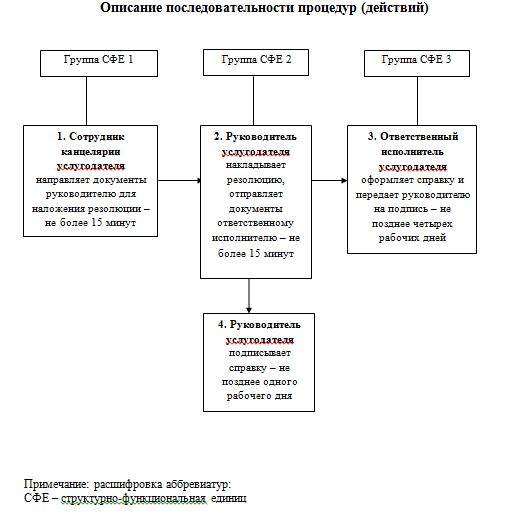 Описание последовательности процедур (действий)
Группа СФЕ 1
Группа СФЕ 2
Группа СФЕ 3
1. Сотрудник
канцелярии
услугодателя
направляет документы
руководителю для
наложения резолюции –
не более 15 минут
2. Руководитель
услугодателя
накладывает
резолюцию,
отправляет
документы
ответственному
исполнителю – не
более 15 минут
3. Ответственный
исполнитель
услугодателя
оформляет справку и
передает руководителю
на подпись – не
позднее четырех
рабочих дней
4. Руководитель
услугодателя
подписывает
справку – не
позднее одного
рабочего дня
Примечание: расшифровка аббревиатур:
СФЕ – структурно-функциональная единиц